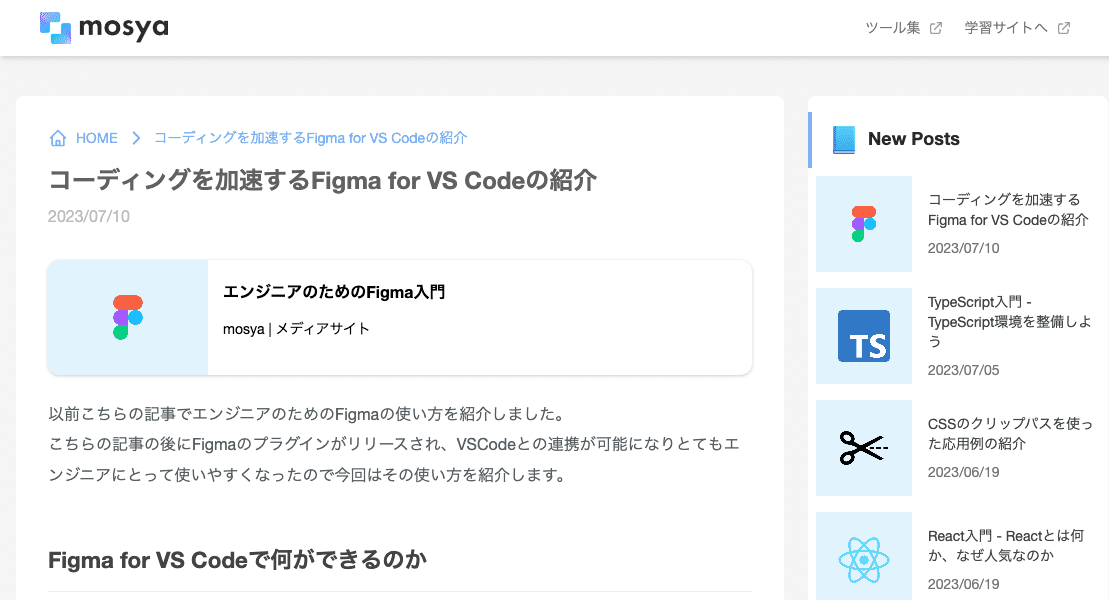 mosya
ツール集
学習サイトへ
HOME
コーディングを加速するFigma for VS Codeの紹介
コーディングを加速するFigma for VS Codeの紹介
2023/07/10
エンジニアのためのFigma入門
mosya | メディアサイト
以前こちらの記事でエンジニアのためのFigmaの使い方を紹介しました。
こちらの記事の後にFigmaのプラグインがリリースされ、VSCodeとの連携が可能になりとてもエ
ンジニアにとって使いやすくなったので今回はその使い方を紹介します。
Figma for VS Codeで何ができるのか
New Posts
コーディングを加速する
Figma for VS Codeの紹介
2023/07/10
TS
TypeScript入門 -
TypeScript環境を整備しよ
う
2023/07/05
CSSのクリップパスを使っ
た応用例の紹介
2023/06/19
React入門 - Reactとは何
か、なぜ人気なのか
2023/06/19